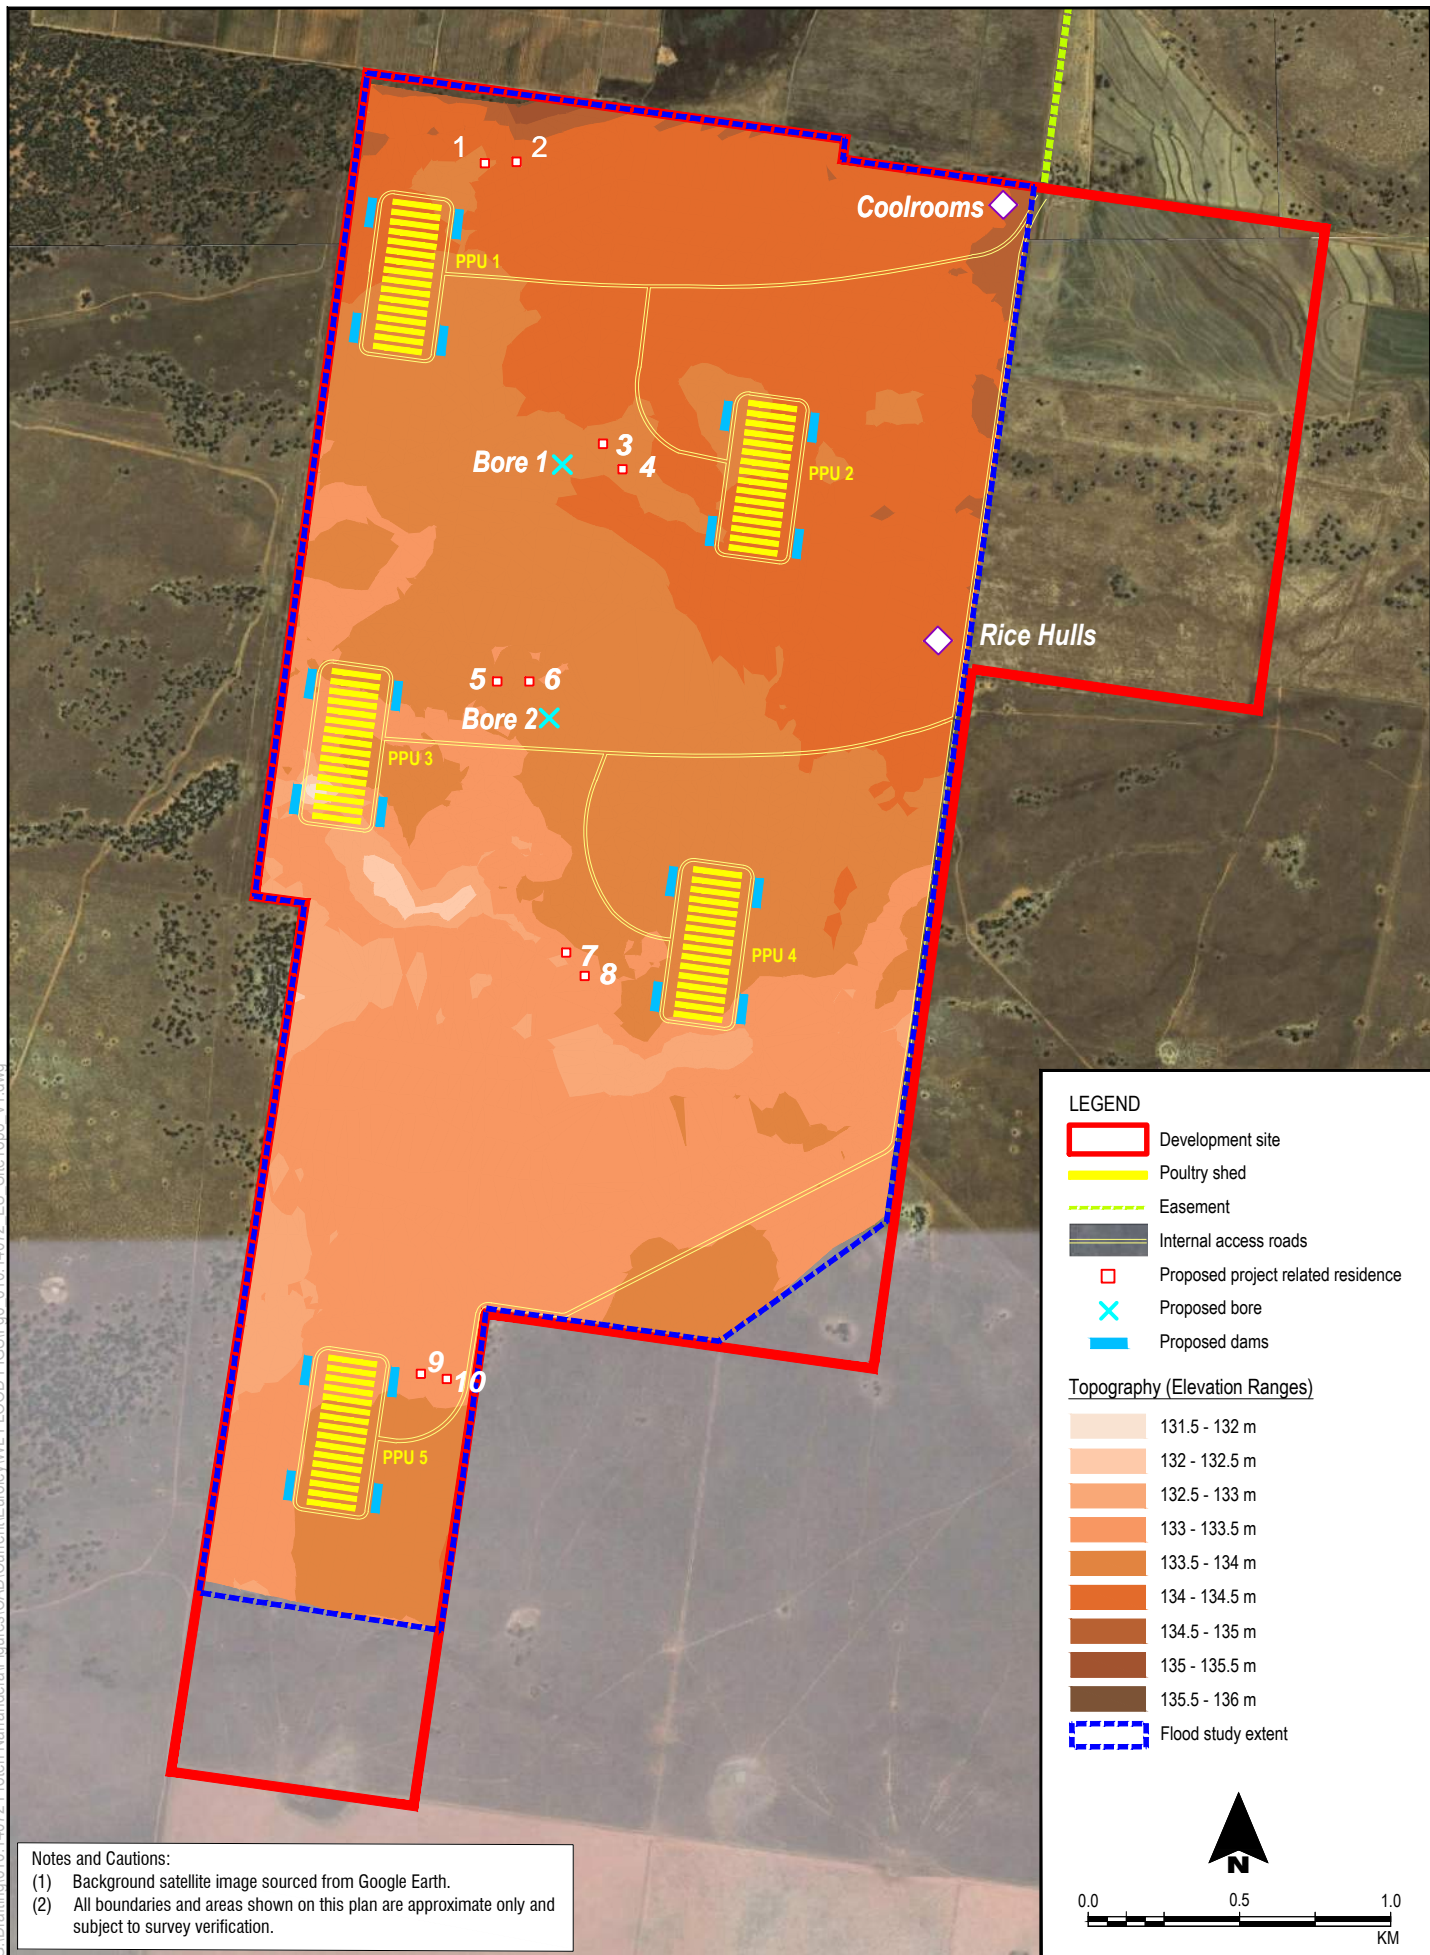 1
2
Coolrooms
PPU 1
3
Bore 1
4
PPU 2
Rice Hulls
5
6
Bore 2
PPU 3
7
PPU 4
8
9
10
PPU 5
LEGEND
Development site
Poultry shed
Easement
Internal access roads
Proposed project related residence
Proposed bore
Proposed dams
Topography (Elevation Ranges)
131.5 - 132 m
132 - 132.5 m
132.5 - 133 m
133 - 133.5 m
133.5 - 134 m
134 - 134.5 m
134.5 - 135 m
135 - 135.5 m
135.5 - 136 m
Flood study extent
N
0.0 0.5 1.0
KM
Notes and Cautions:
(1) Background satellite image sourced from Google Earth.
(2) All boundaries and areas shown on this plan are approximate only and
subject to survey verification.